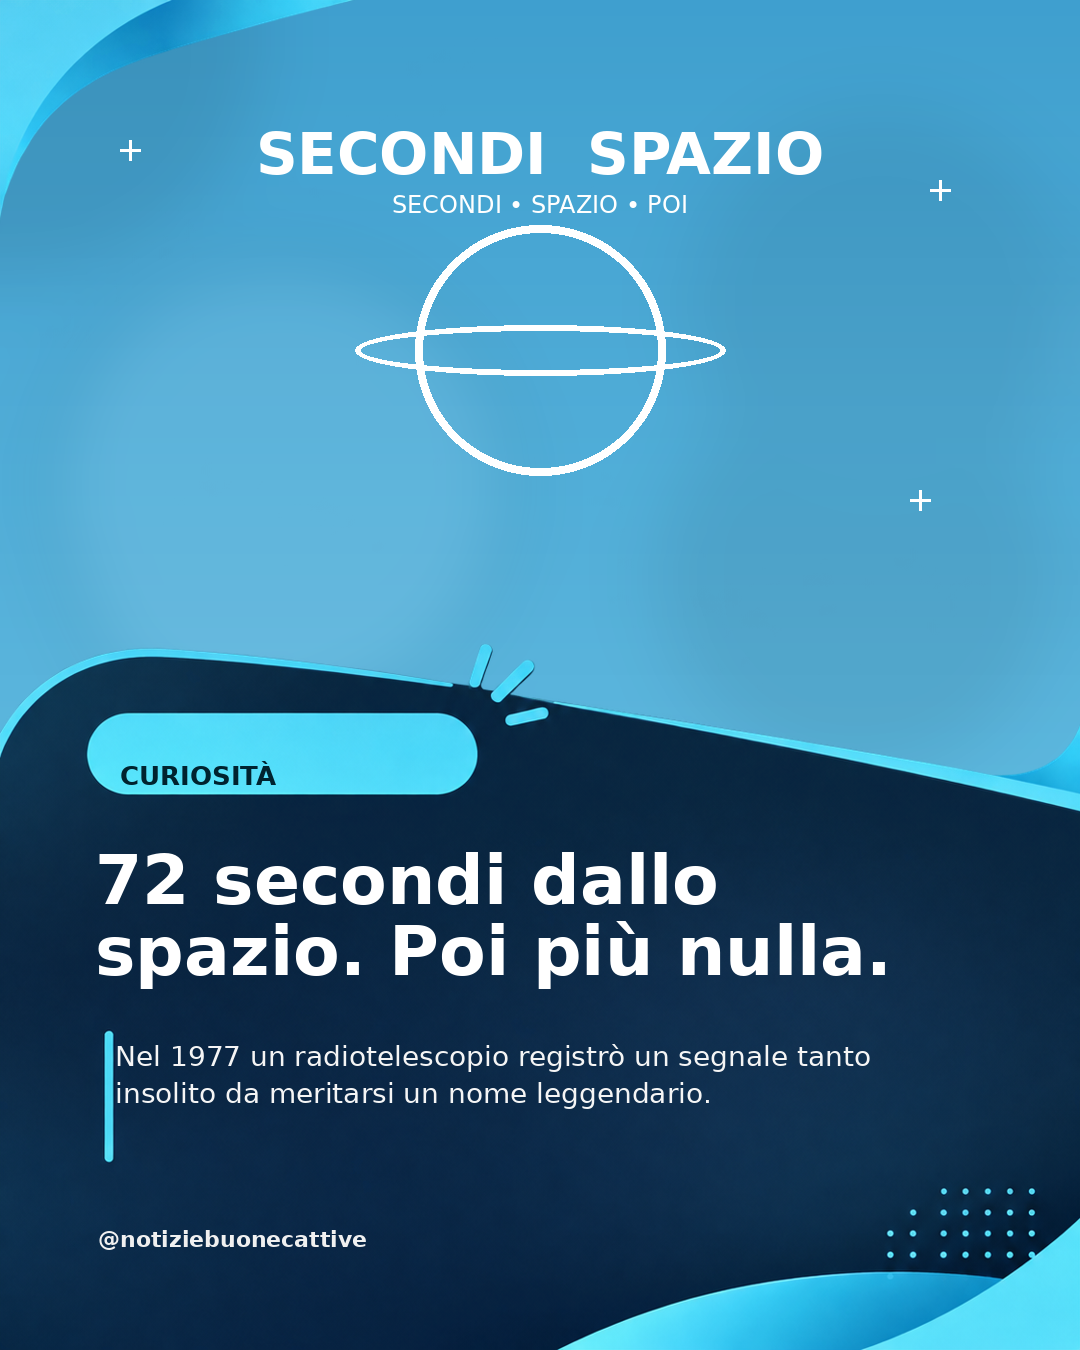 SECONDI SPAZIO
SECONDI • SPAZIO • POI
CURIOSITÀ
72 secondi dallo
spazio. Poi più nulla.
Nel 1977 un radiotelescopio registrò un segnale tanto
insolito da meritarsi un nome leggendario.
@notiziebuonecattive